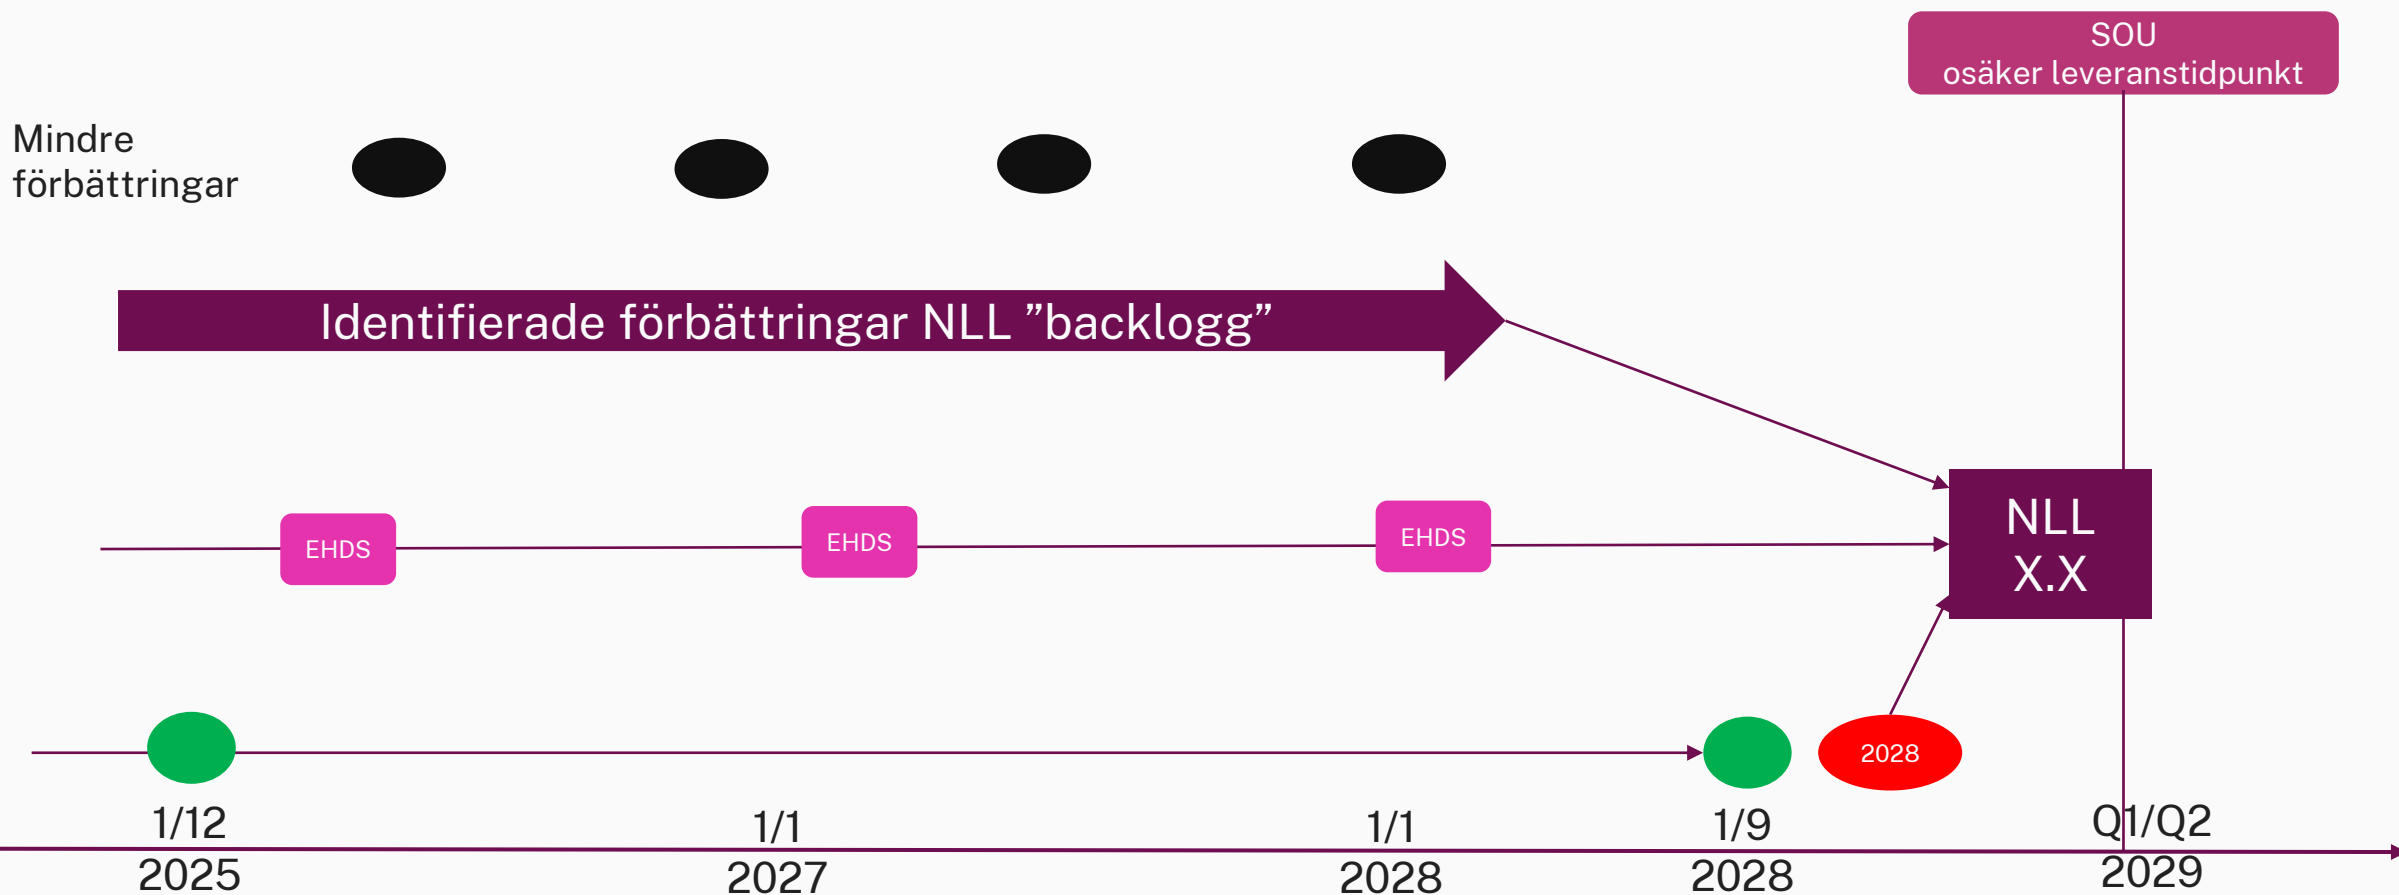 SOU
osäker leveranstidpunkt
Mindre
förbättringar
Identifierade förbättringar NLL ”backlogg”
EHDS
EHDS
EHDS
NLL
X.X
2028
1/12
2025
1/1
2027
1/1
2028
1/9
2028
Q1/Q2
2029